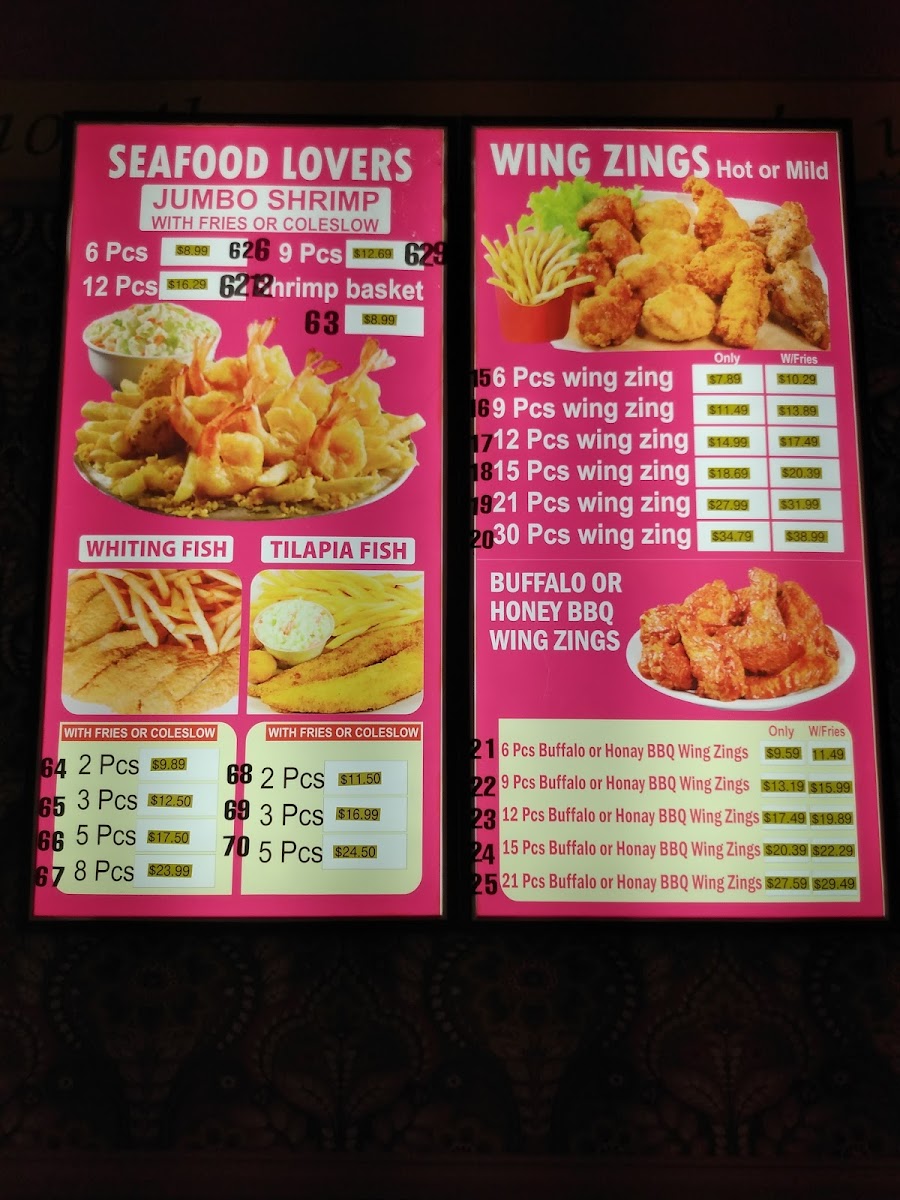 SEAFOOD LOVERS
JUMBO SHRIMP
WITH FRIES OR COLESLOW
6 Pcs $8.99 626 9 Pcs $12.69 629
12 Pcs $16.29 6212 Shrimp basket
63 $8.99
WHITING FISH
WITH FRIES OR COLESLOW
64 2 Pcs $9.89
65 3 Pcs $12.50
66 5 Pcs $17.50
67 8 Pcs $23.99
TILAPIA FISH
WITH FRIES OR COLESLOW
68 2 Pcs $11.50
69 3 Pcs $16.99
70 5 Pcs $24.50
WING ZINGS Hot or Mild
Only W/Fries
15 6 Pcs wing zing $7.89 $10.29
16 9 Pcs wing zing $11.49 $13.89
17 12 Pcs wing zing $14.99 $17.49
18 15 Pcs wing zing $18.69 $20.39
19 21 Pcs wing zing $27.99 $31.99
20 30 Pcs wing zing $34.79 $38.99
BUFFALO OR
HONEY BBQ
WING ZINGS
Only W/Fries
21 6 Pcs Buffalo or Honay BBQ Wing Zings $9.59 11.49
22 9 Pcs Buffalo or Honay BBQ Wing Zings $13.19 $15.99
23 12 Pcs Buffalo or Honay BBQ Wing Zings $17.49 $19.89
24 15 Pcs Buffalo or Honay BBQ Wing Zings $20.39 $22.29
25 21 Pcs Buffalo or Honay BBQ Wing Zings $27.59 $29.49